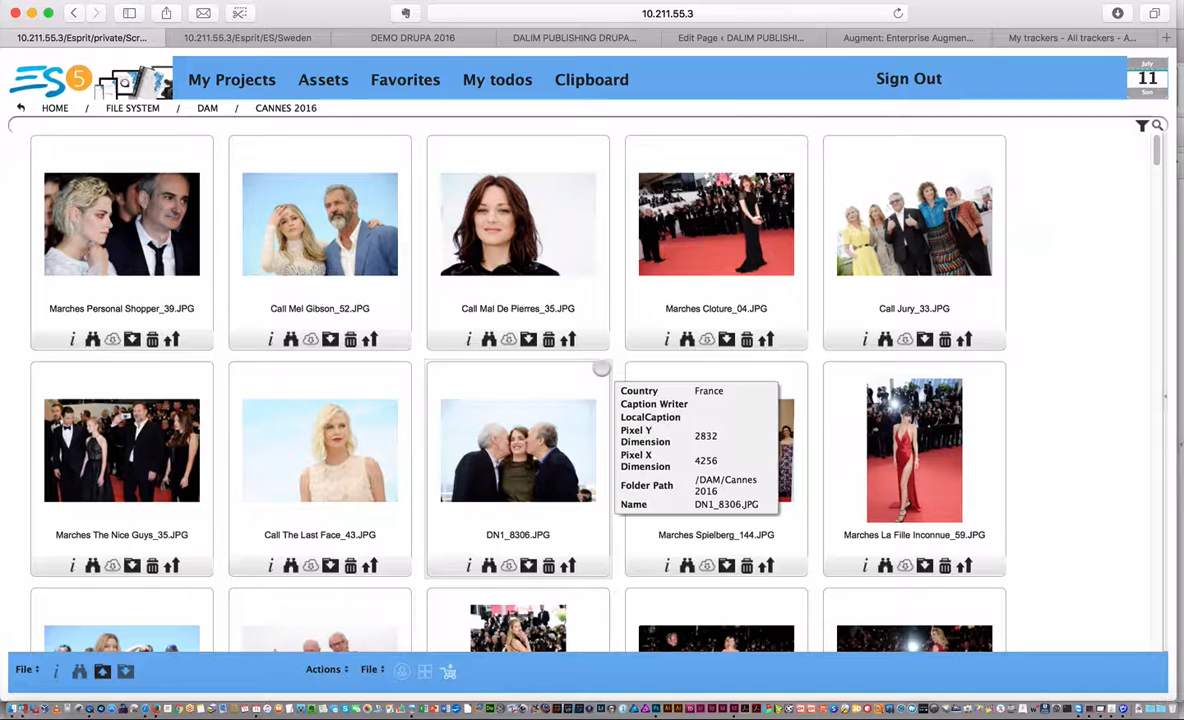 10.211.55.3
10.211.55.3/Esprit/private/Scr...
10.211.55.3/Esprit/ES/Sweden
DEMO DRUPA 2016
DALIM PUBLISHING DRUPA...
Edit Page ‹ DALIM PUBLISHI...
Augment: Enterprise Augmen...
My trackers - All trackers - A...
ES 5
My Projects
Assets
Favorites
My todos
Clipboard
Sign Out
July
11
Sun
HOME / FILE SYSTEM / DAM / CANNES 2016
Marches Personal Shopper_39.JPG
Call Mel Gibson_52.JPG
Call Mal De Pierres_35.JPG
Marches Cloture_04.JPG
Call Jury_33.JPG
Country France
Caption Writer
LocalCaption
Pixel Y Dimension 2832
Pixel X Dimension 4256
Folder Path /DAM/Cannes 2016
Name DN1_8306.JPG
Marches The Nice Guys_35.JPG
Call The Last Face_43.JPG
DN1_8306.JPG
Marches Spielberg_144.JPG
Marches La Fille Inconnue_59.JPG
File
Actions
File